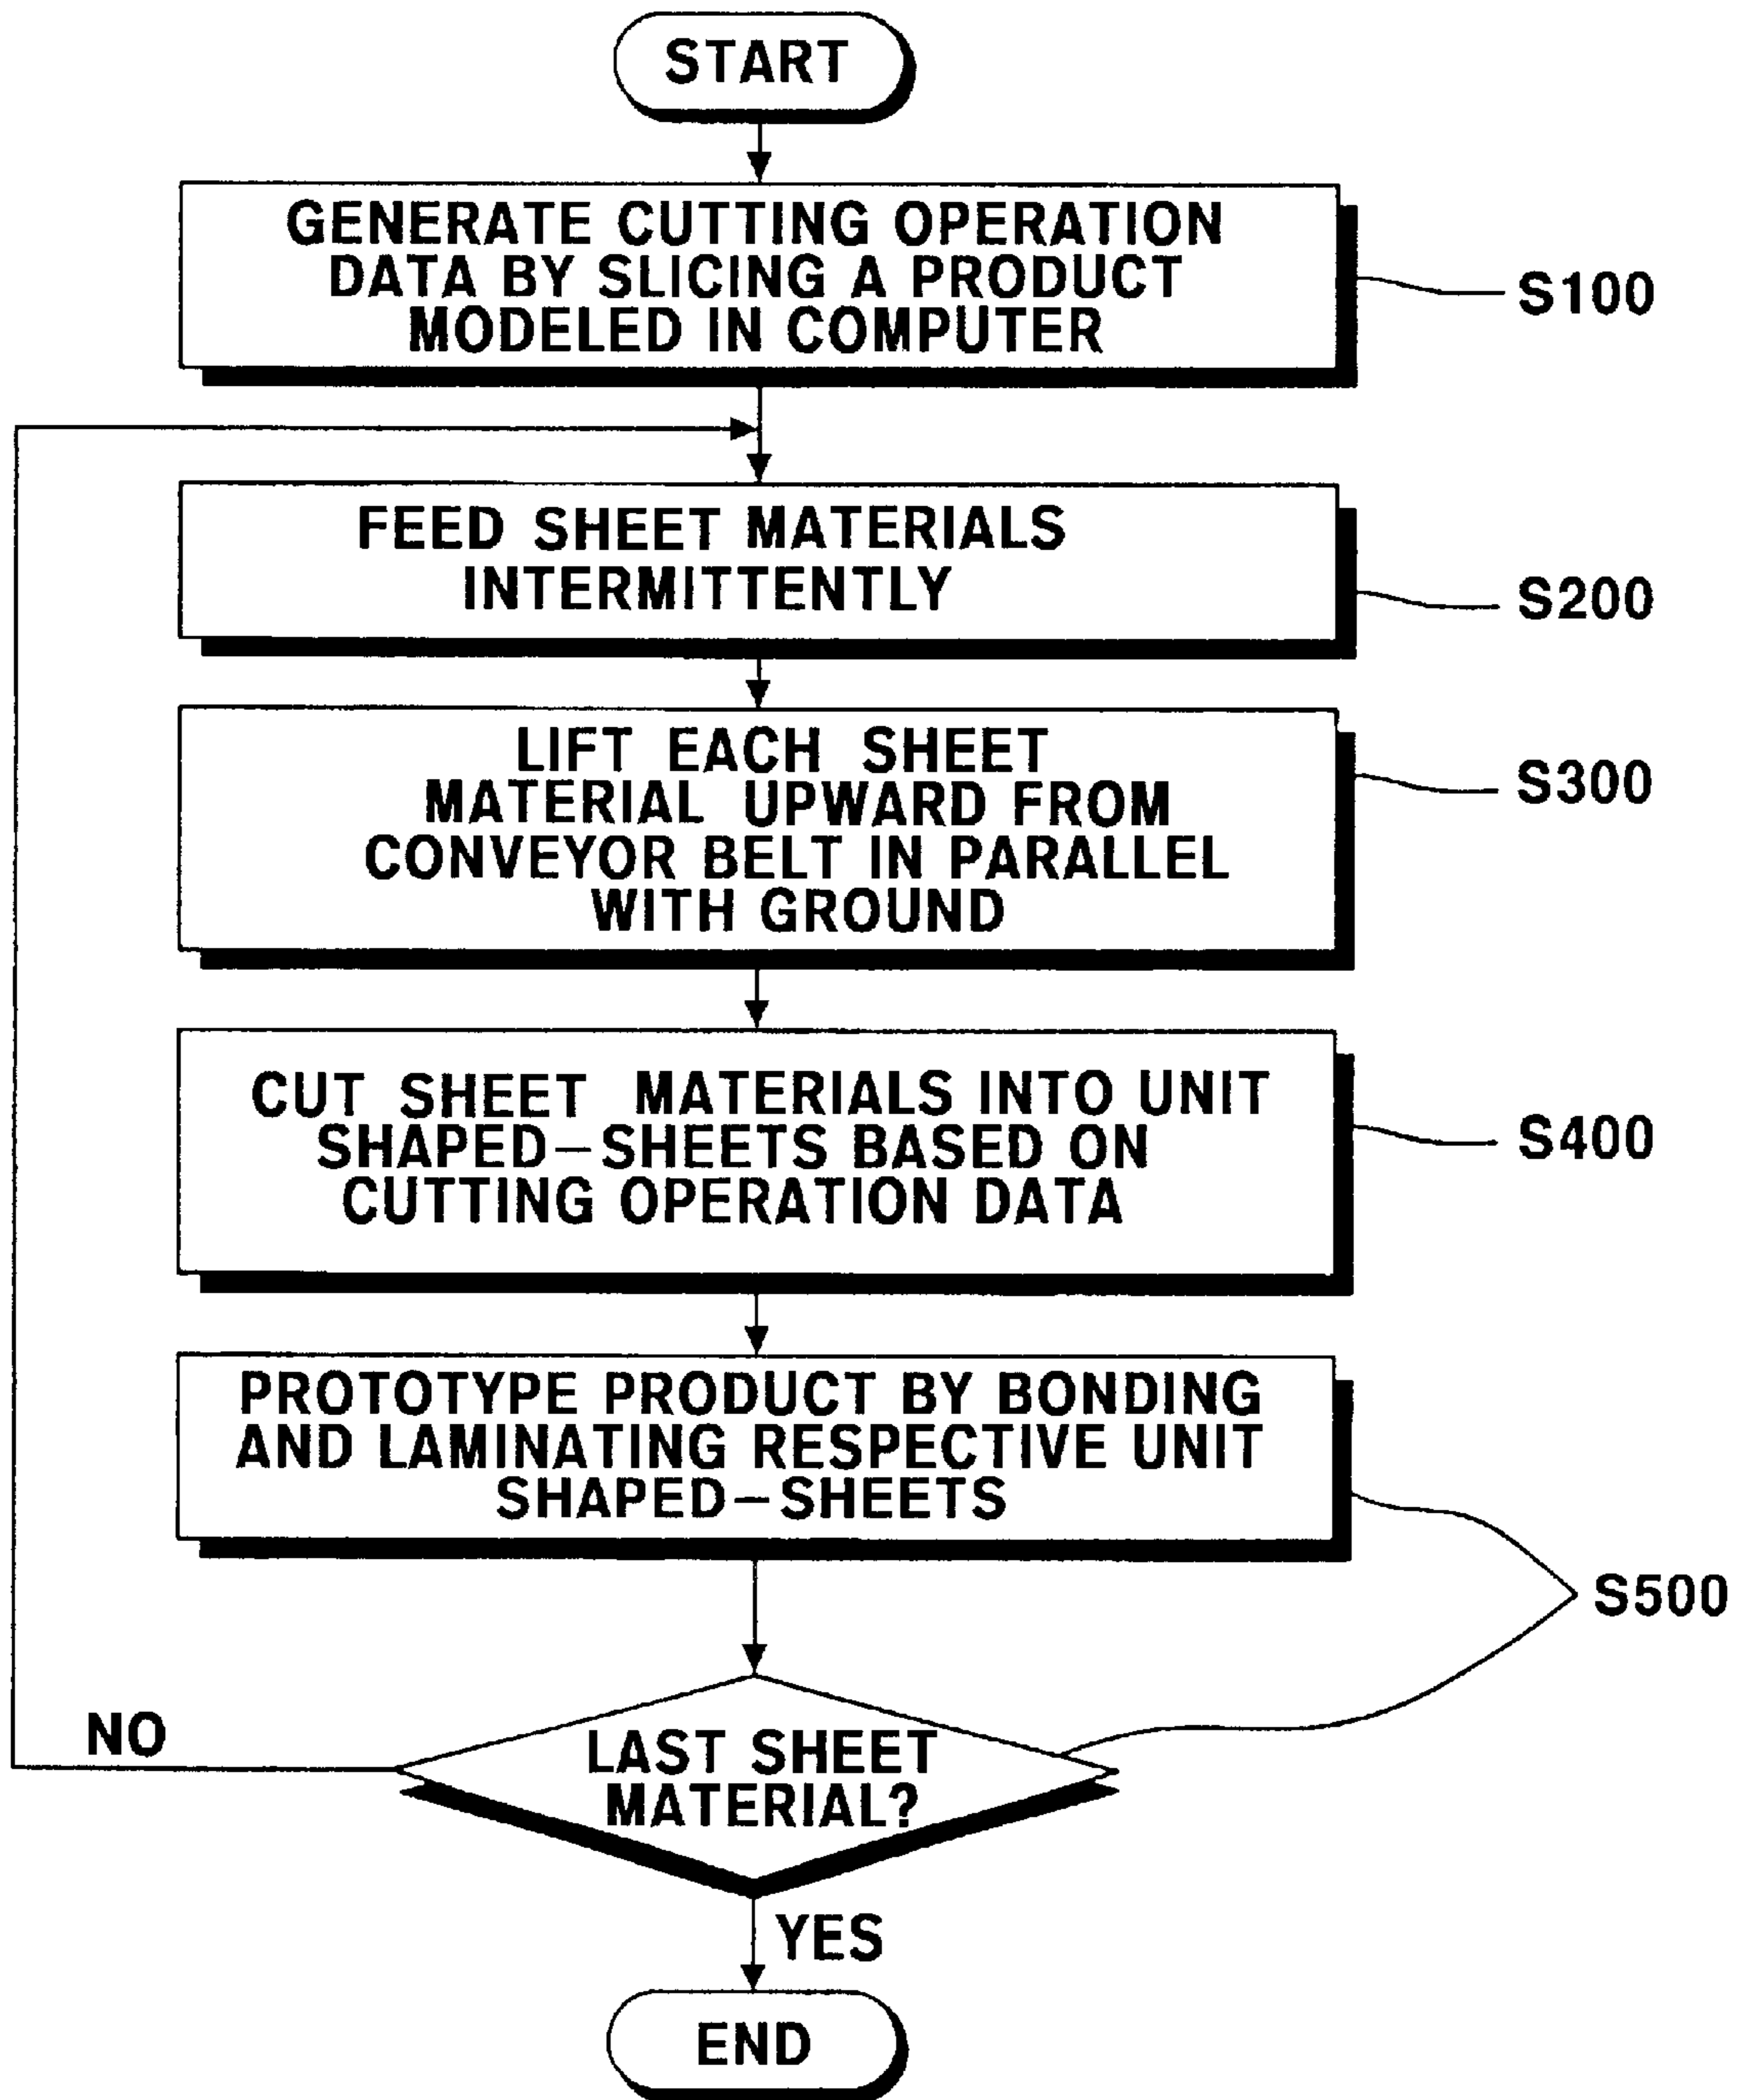 START
GENERATE CUTTING OPERATION
DATA BY SLICING A PRODUCT
MODELED IN COMPUTER
S100
FEED SHEET MATERIALS
INTERMITTENTLY
S200
LIFT EACH SHEET
MATERIAL UPWARD FROM
CONVEYOR BELT IN PARALLEL
WITH GROUND
S300
CUT SHEET MATERIALS INTO UNIT
SHAPED-SHEETS BASED ON
CUTTING OPERATION DATA
S400
PROTOTYPE PRODUCT BY BONDING
AND LAMINATING RESPECTIVE UNIT
SHAPED-SHEETS
S500
NO
LAST SHEET
MATERIAL?
YES
END